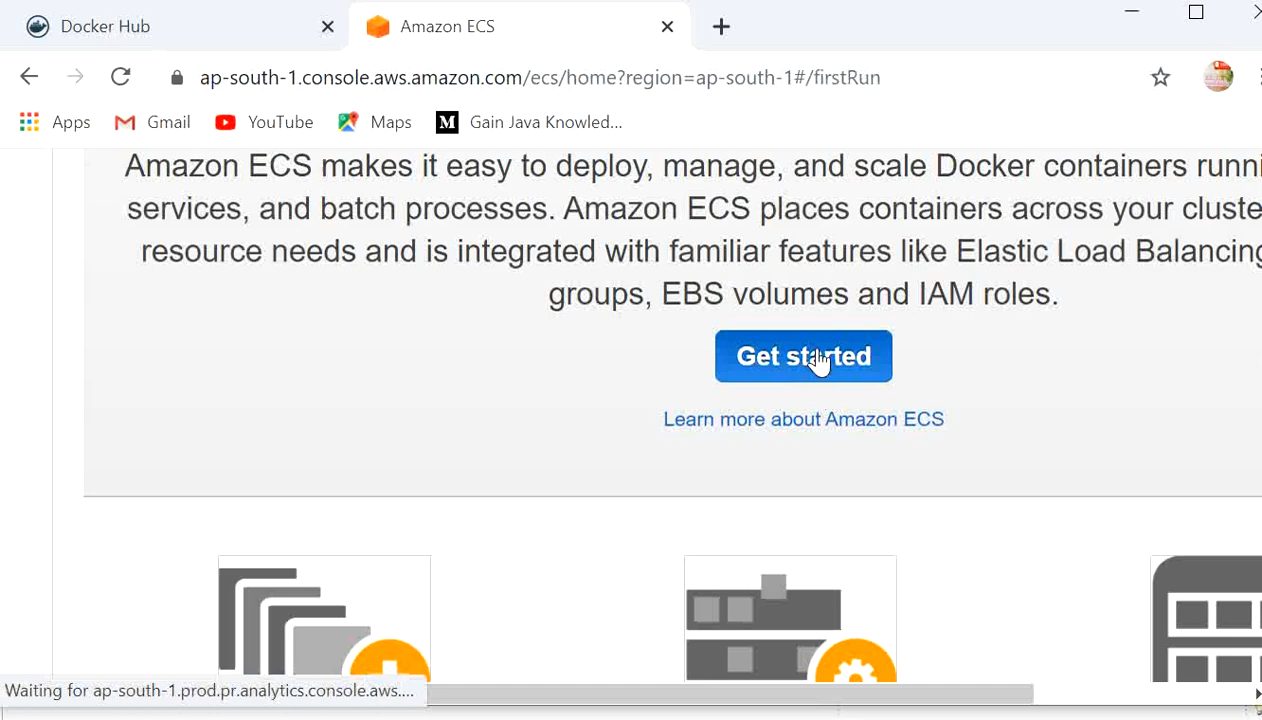 Docker Hub
Amazon ECS
ap-south-1.console.aws.amazon.com/ecs/home?region=ap-south-1#/firstRun
Apps
Gmail
YouTube
Maps
M
Gain Java Knowled...
Amazon ECS makes it easy to deploy, manage, and scale Docker containers runni
services, and batch processes. Amazon ECS places containers across your cluste
resource needs and is integrated with familiar features like Elastic Load Balancing
groups, EBS volumes and IAM roles.
Get started
Learn more about Amazon ECS
Waiting for ap-south-1.prod.pr.analytics.console.aws....